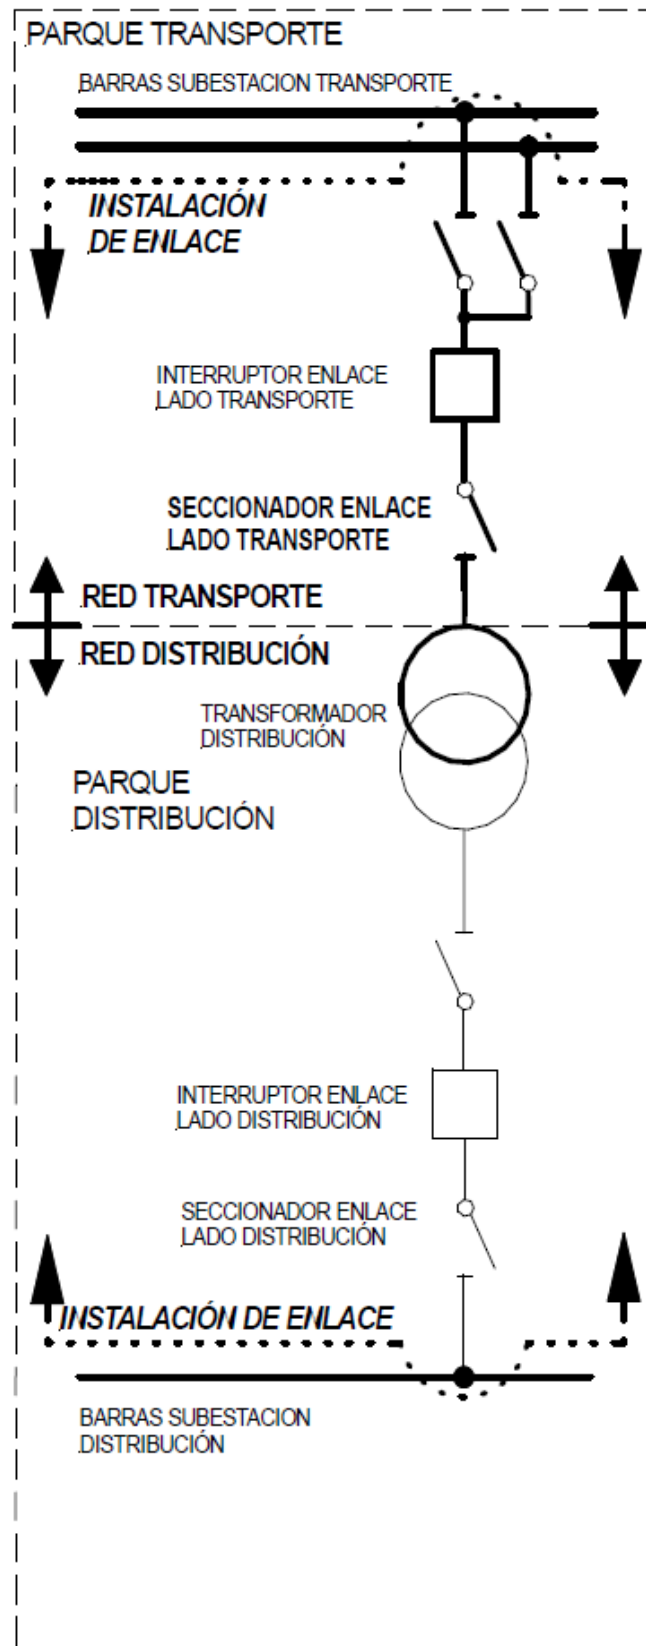 PARQUE TRANSPORTE
BARRAS SUBESTACION TRANSPORTE
INSTALACIÓN
DE ENLACE
INTERRUPTOR ENLACE
LADO TRANSPORTE
SECCIONADOR ENLACE
LADO TRANSPORTE
RED TRANSPORTE
RED DISTRIBUCIÓN
TRANSFORMADOR
DISTRIBUCIÓN
PARQUE
DISTRIBUCIÓN
INTERRUPTOR ENLACE
LADO DISTRIBUCIÓN
SECCIONADOR ENLACE
LADO DISTRIBUCIÓN
INSTALACIÓN DE ENLACE
BARRAS SUBESTACION
DISTRIBUCIÓN